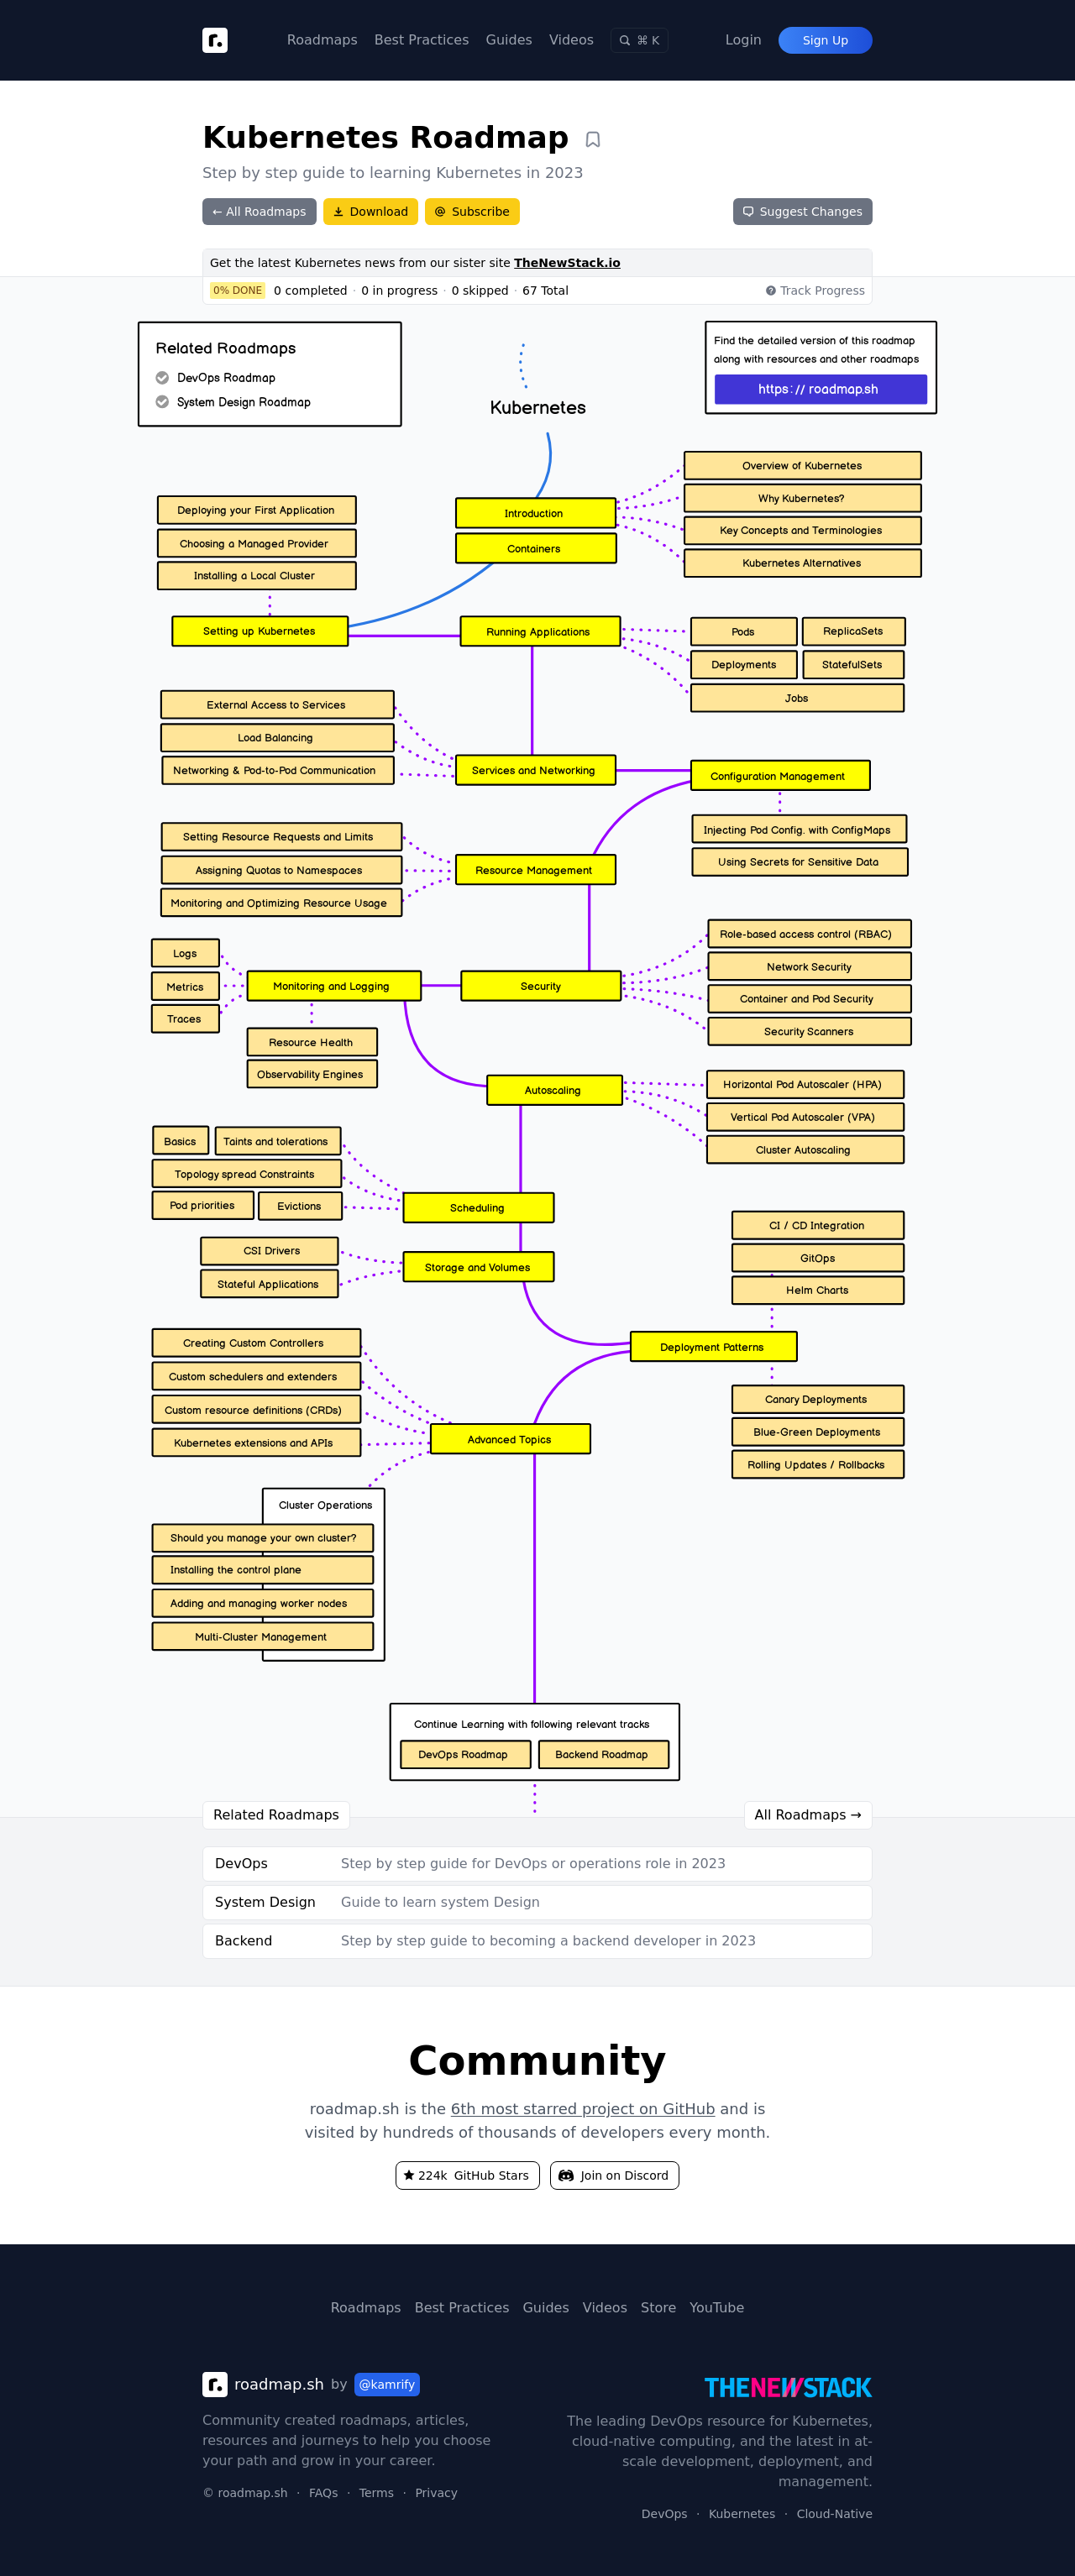 r.
Roadmaps
Best Practices
Guides
Videos
⌘ K
Login
Sign Up
Kubernetes Roadmap
Step by step guide to learning Kubernetes in 2023
← All Roadmaps
Download
Subscribe
Suggest Changes
Get the latest Kubernetes news from our sister site TheNewStack.io
0% DONE 0 completed · 0 in progress · 0 skipped · 67 Total
Track Progress
Related Roadmaps
DevOps Roadmap
System Design Roadmap
Find the detailed version of this roadmap
along with resources and other roadmaps
https://roadmap.sh
Kubernetes
Introduction
Containers
Overview of Kubernetes
Why Kubernetes?
Key Concepts and Terminologies
Kubernetes Alternatives
Deploying your First Application
Choosing a Managed Provider
Installing a Local Cluster
Setting up Kubernetes
Running Applications
Pods
ReplicaSets
Deployments
StatefulSets
Jobs
External Access to Services
Load Balancing
Networking & Pod-to-Pod Communication
Services and Networking
Configuration Management
Injecting Pod Config. with ConfigMaps
Using Secrets for Sensitive Data
Setting Resource Requests and Limits
Assigning Quotas to Namespaces
Monitoring and Optimizing Resource Usage
Resource Management
Role-based access control (RBAC)
Network Security
Container and Pod Security
Security Scanners
Logs
Metrics
Traces
Monitoring and Logging
Security
Resource Health
Observability Engines
Autoscaling
Horizontal Pod Autoscaler (HPA)
Vertical Pod Autoscaler (VPA)
Cluster Autoscaling
Basics
Taints and tolerations
Topology spread Constraints
Pod priorities
Evictions
Scheduling
CSI Drivers
Stateful Applications
Storage and Volumes
CI / CD Integration
GitOps
Helm Charts
Deployment Patterns
Canary Deployments
Blue-Green Deployments
Rolling Updates / Rollbacks
Creating Custom Controllers
Custom schedulers and extenders
Custom resource definitions (CRDs)
Kubernetes extensions and APIs
Advanced Topics
Cluster Operations
Should you manage your own cluster?
Installing the control plane
Adding and managing worker nodes
Multi-Cluster Management
Continue Learning with following relevant tracks
DevOps Roadmap
Backend Roadmap
Related Roadmaps
All Roadmaps →
DevOps Step by step guide for DevOps or operations role in 2023
System Design Guide to learn system Design
Backend Step by step guide to becoming a backend developer in 2023
Community
roadmap.sh is the 6th most starred project on GitHub and is
visited by hundreds of thousands of developers every month.
224k GitHub Stars
Join on Discord
Roadmaps
Best Practices
Guides
Videos
Store
YouTube
r. roadmap.sh by @kamrify
Community created roadmaps, articles,
resources and journeys to help you choose
your path and grow in your career.
© roadmap.sh · FAQs · Terms · Privacy
THENEWSTACK
The leading DevOps resource for Kubernetes,
cloud-native computing, and the latest in at-
scale development, deployment, and
management.
DevOps · Kubernetes · Cloud-Native